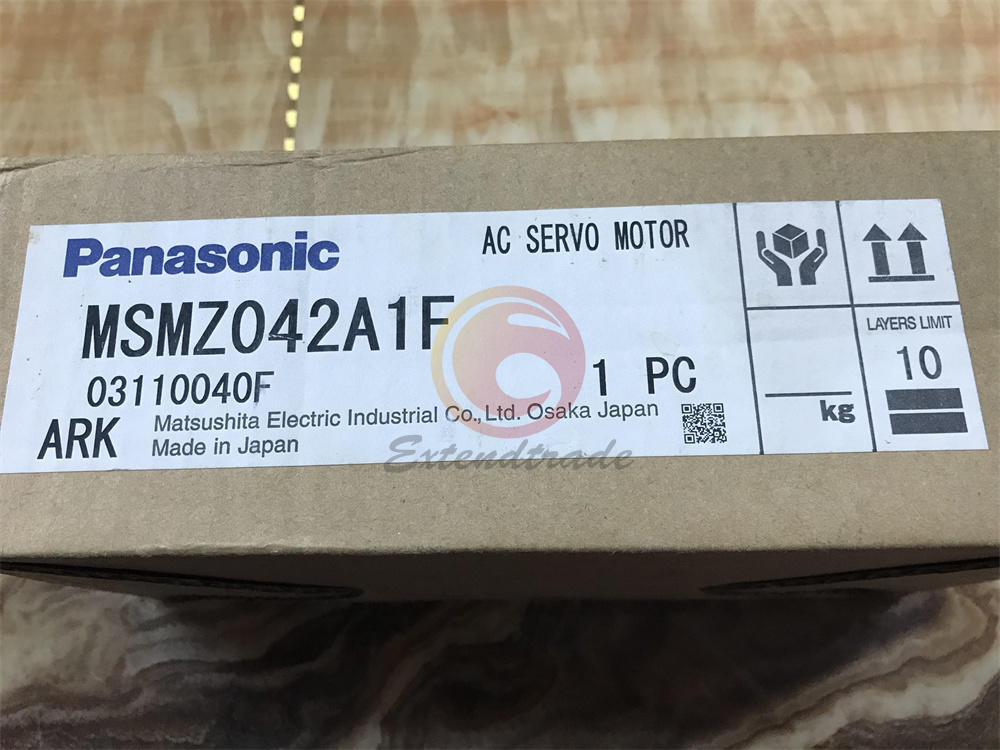 Panasonic
AC SERVO MOTOR
MSMZ042A1F
03110040F
1 PC
ARK
Matsushita Electric Industrial Co.,Ltd. Osaka Japan
Made in Japan
kg
LAYERS LIMIT
10
Extendtrade